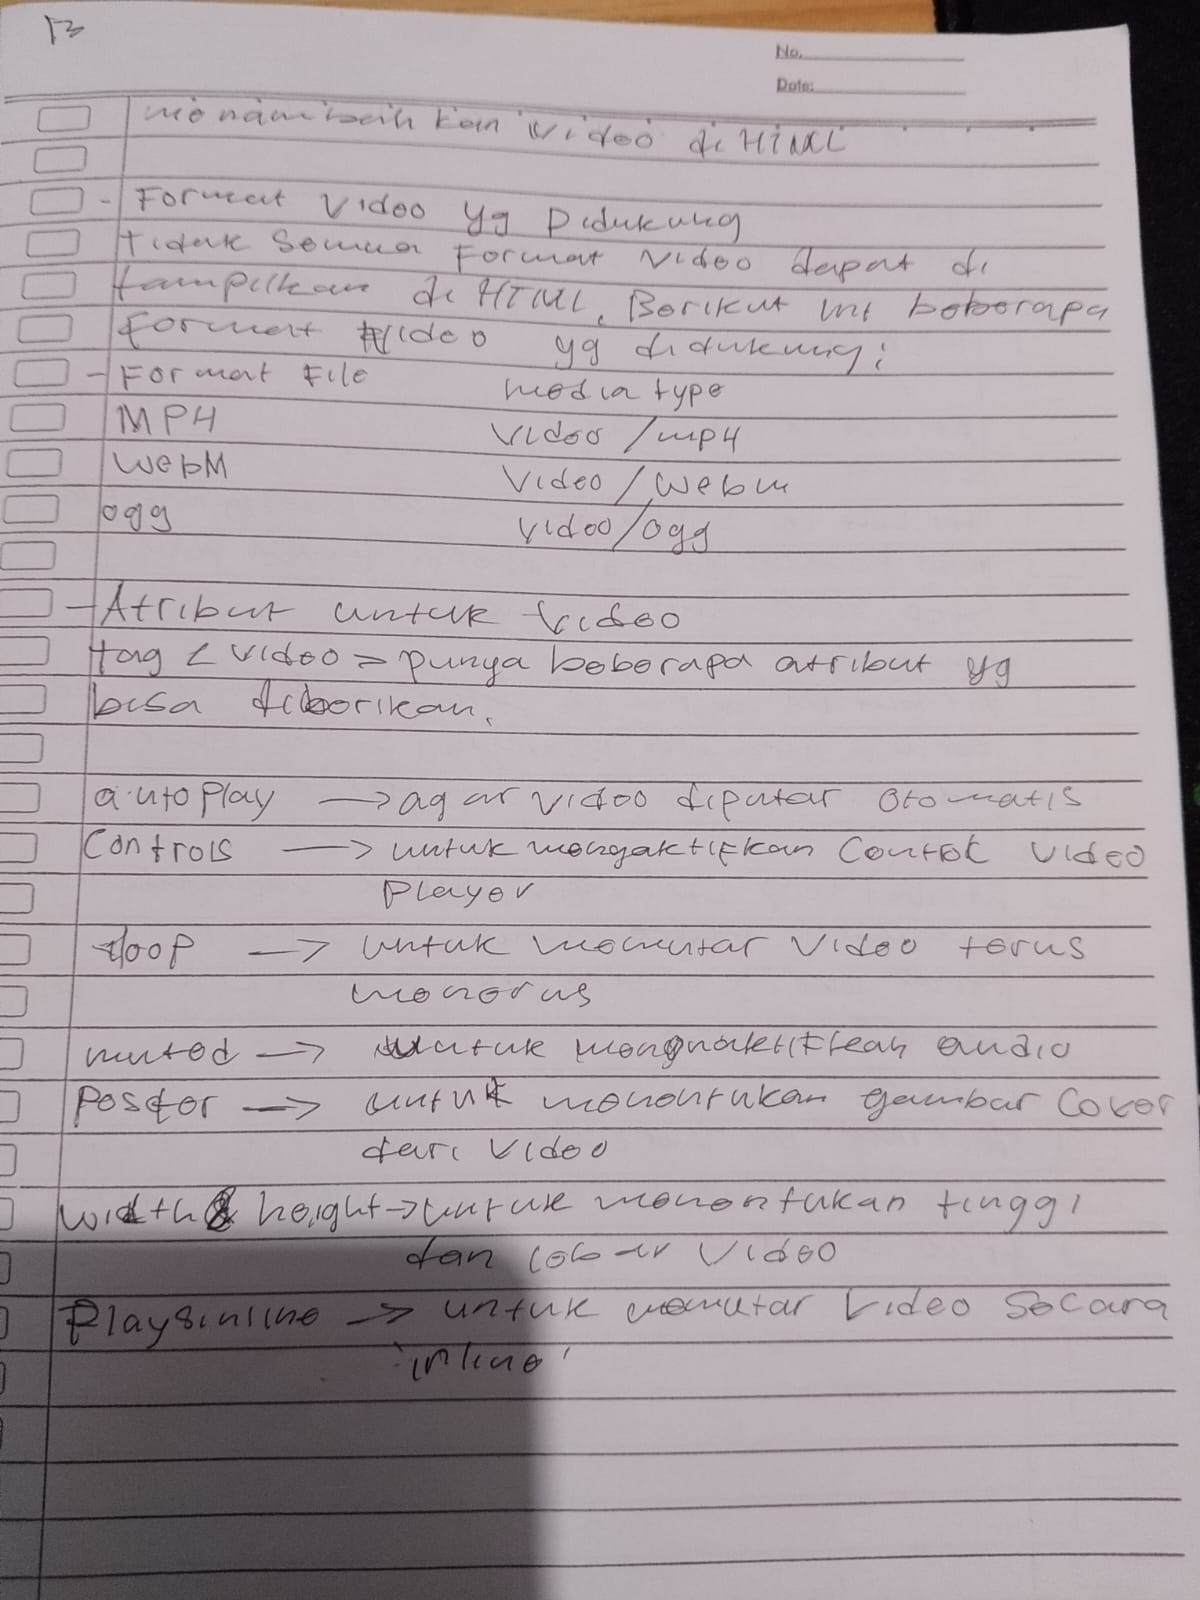 13
No.
Date:
menambahkan video di HTML
- Format Video yg Didukung
tidak semua Format Video dapat di
tampilkan di HTML. Berikut ini beberapa
format video yg didukung:
- Format File media type
MP4 Video/mp4
WebM Video/webm
ogg video/ogg
- Atribut untuk Video
tag <video> punya beberapa atribut yg
bisa diberikan.
autoplay → agar video diputar otomatis
Controls → untuk mengaktifkan Control Video
Player
loop → untuk memutar Video terus
menerus
muted → untuk mengnaktifkan audio
Poster → untuk menentukan gambar Cover
dari Video
width & height → untuk menentukan tinggi
dan lebar Video
Playsinline → untuk memutar Video Secara
'inline'